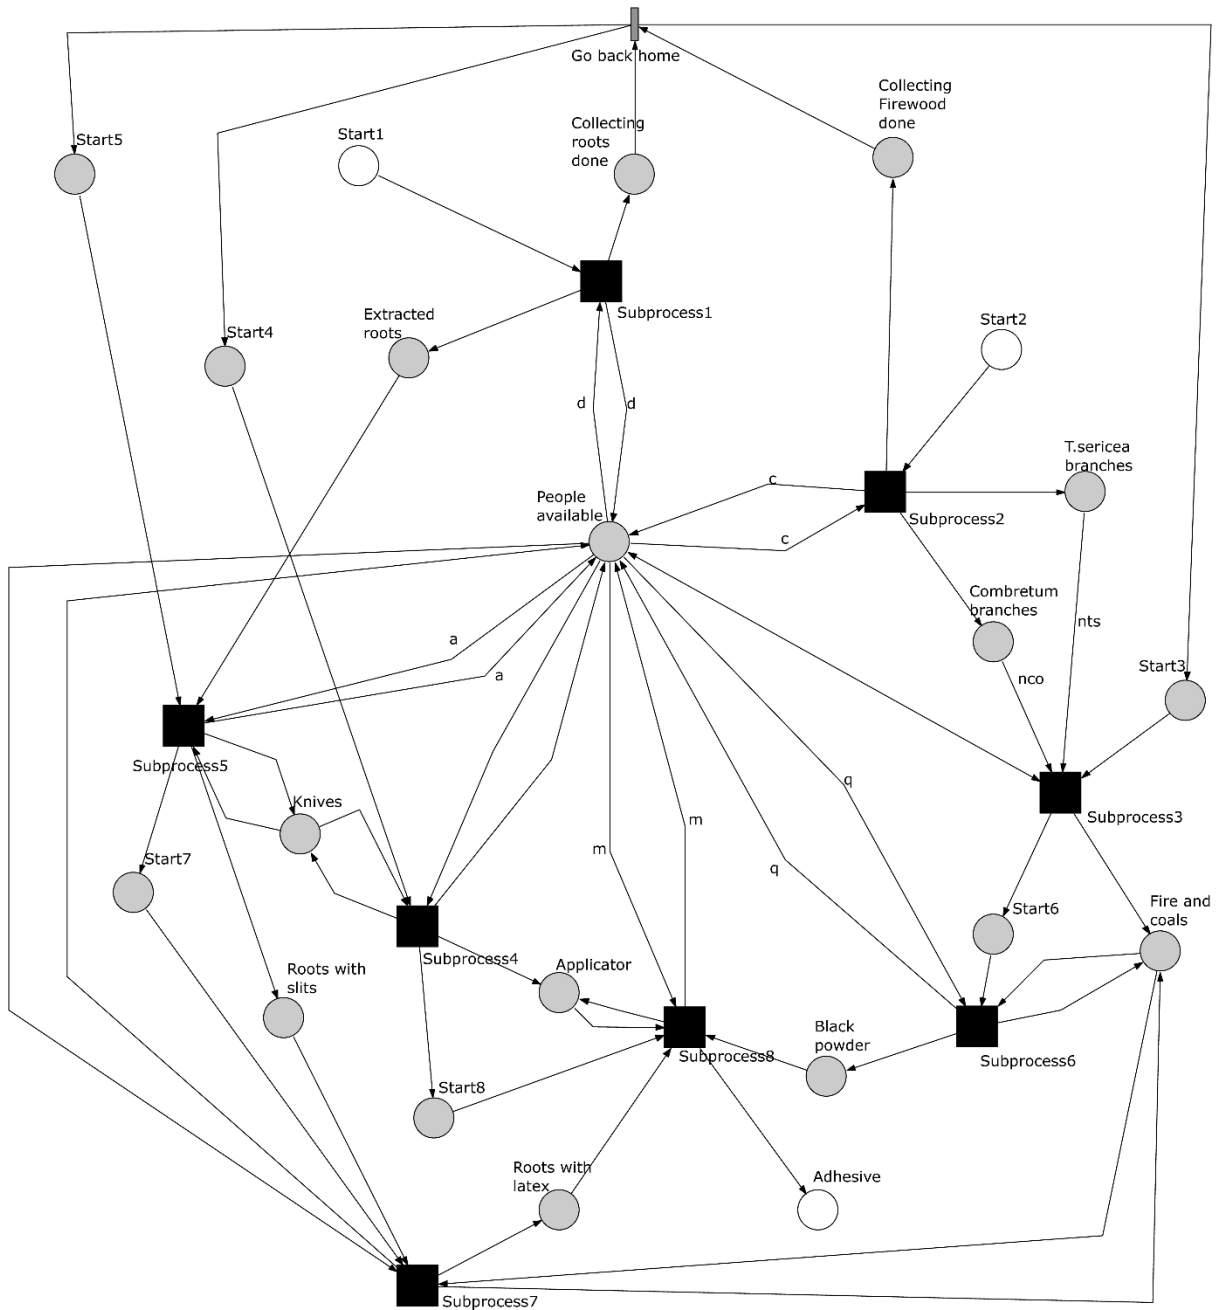 Go back home
Collecting
Firewood
done
Start5
Start1
Collecting
roots
done
Subprocess1
Extracted
roots
Start4
Start2
d
d
T.sericea
branches
c
People
available
Subprocess2
c
Combretum
branches
nts
a
Start3
a
nco
Subprocess5
q
Knives
m
Subprocess3
m
Start7
q
Fire and
coals
Start6
Subprocess4
Applicator
Roots with
slits
Black
powder
Subprocess8
Subprocess6
Start8
Roots with
latex
Adhesive
Subprocess7